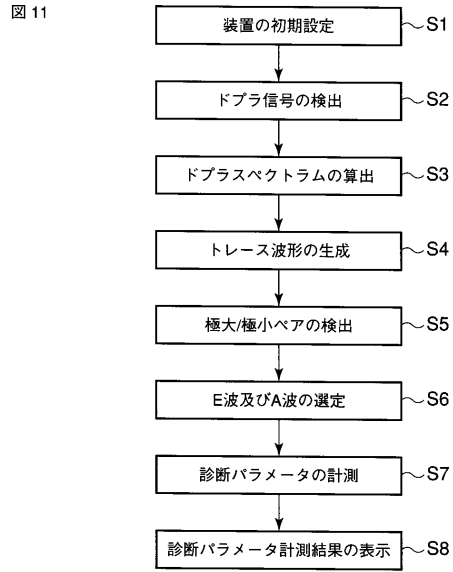 図 11
装置の初期設定 S1
ドプラ信号の検出 S2
ドプラスペクトラムの算出 S3
トレース波形の生成 S4
極大/極小ペアの検出 S5
E波及びA波の選定 S6
診断パラメータの計測 S7
診断パラメータ計測結果の表示 S8